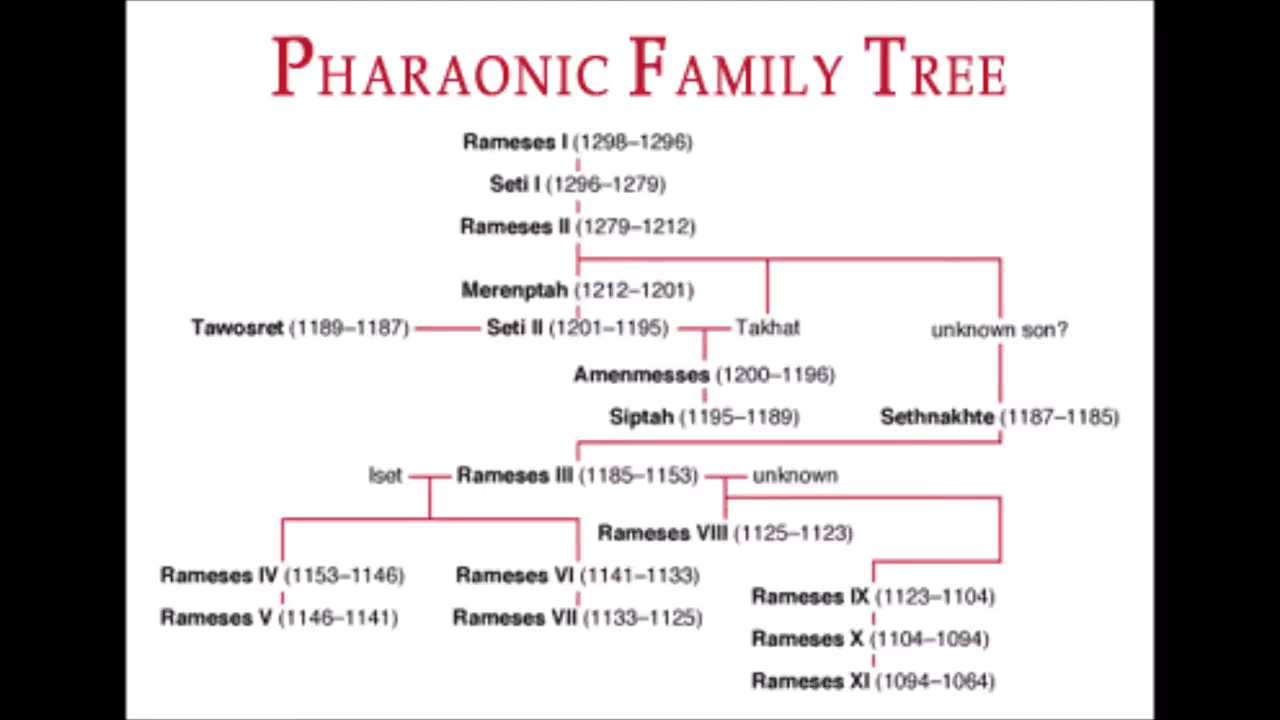 PHARAONIC FAMILY TREE
Rameses I (1298–1296)
Seti I (1296–1279)
Rameses II (1279–1212)
Merenptah (1212–1201)
Tawosret (1189–1187) Seti II (1201–1195) Takhat unknown son?
Amenmesses (1200–1196)
Siptah (1195–1189) Sethnakhte (1187–1185)
Iset Rameses III (1185–1153) unknown
Rameses VIII (1125–1123)
Rameses IV (1153–1146) Rameses VI (1141–1133)
Rameses IX (1123–1104)
Rameses V (1146–1141) Rameses VII (1133–1125)
Rameses X (1104–1094)
Rameses XI (1094–1064)